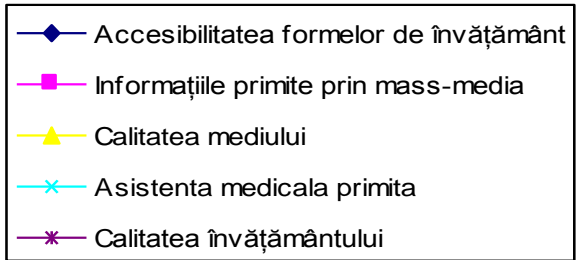 Accesibilitatea formelor de învățământ
Informațiile primite prin mass-media
Calitatea mediului
Asistenta medicala primita
Calitatea învățământului